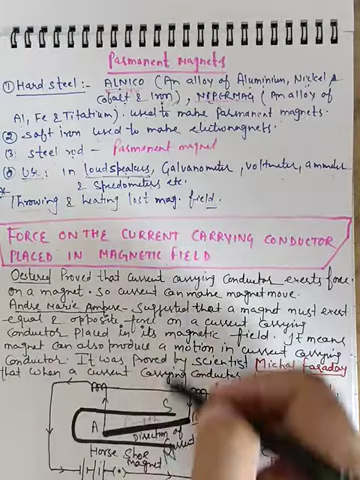 Parmonent Magnets
① Hard steel:- ALNICO (An alloy of Aluminium, Nickel &
cobalt & Iron), NIPERMAG (An alloy of
Al, Fe & Titatium). used to make Parmonent magnets.
② soft iron used to make electromagnets.
③ steel rod - Parmonent magnet
Use: in loudspeakers, Galvanometer, voltmeter, ammeter
& speedometers etc.
Throwing & heating lost mag. field.
FORCE ON THE CURRENT CARRYING CONDUCTOR
PLACED IN MAGNETIC FIELD
Oestered Proved that current carrying conductor exerts force
on a magnet. So current can make magnet move.
Andre Marie Ampere - suggested that a magnet must exert
equal & opposite force on a current carrying
conductor placed in its magnetic field. It means
magnet can also produce a motion in current carrying
conductor. It was proved by scientist Michal Faraday
that when a current carrying conductor
S
A
Direction of
current
Horse Shoe
magnet